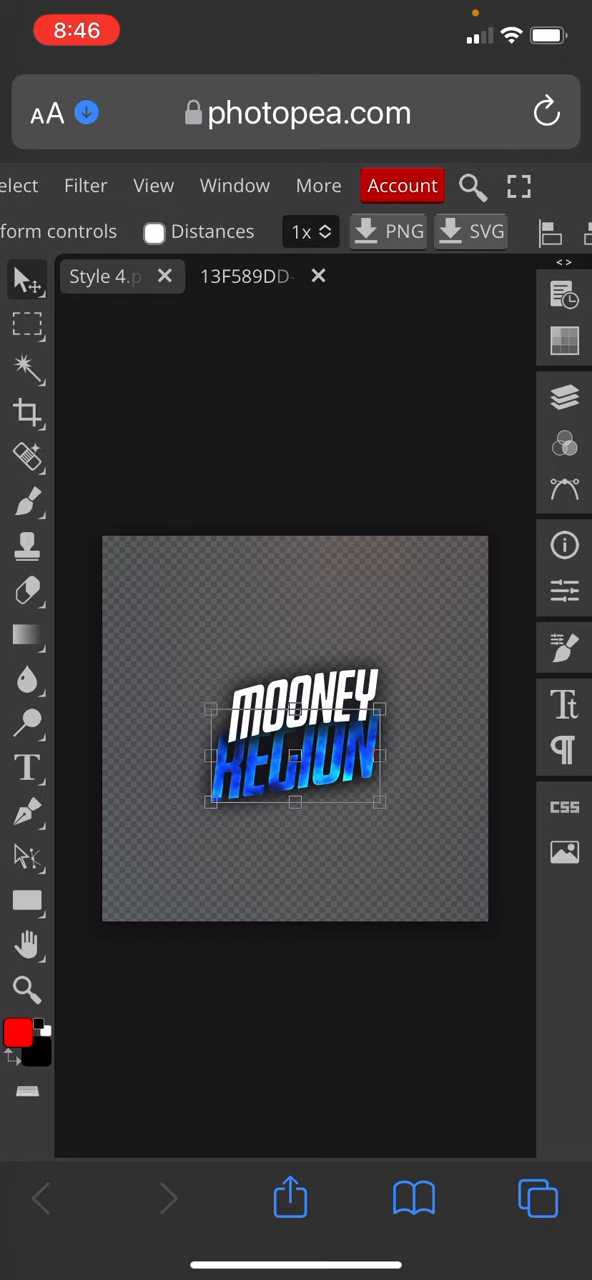 8:46
AA photopea.com
elect Filter View Window More Account
form controls Distances 1x PNG SVG
Style 4.p 13F589DD-
MOONEY
REGION
T
Tt
CSS